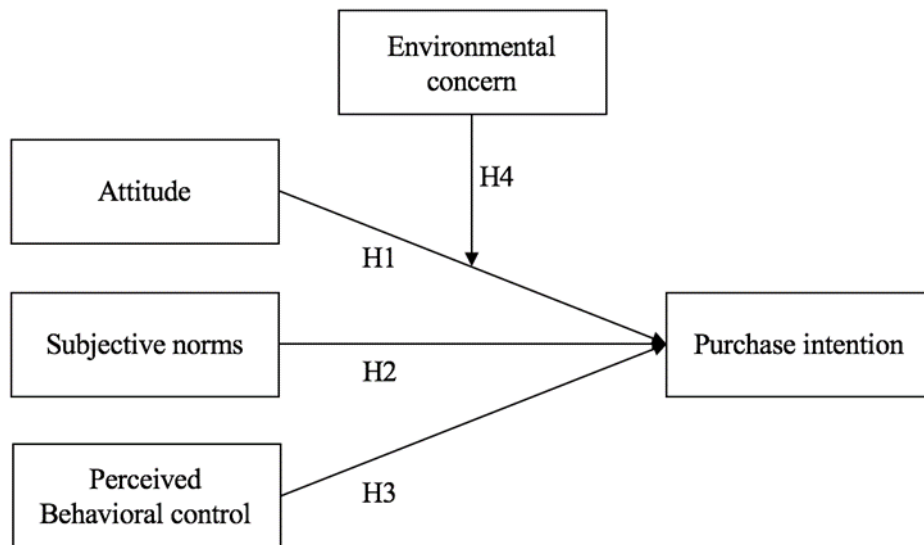 Environmental
concern
H4
Attitude
H1
Subjective norms
H2
Purchase intention
Perceived
Behavioral control
H3